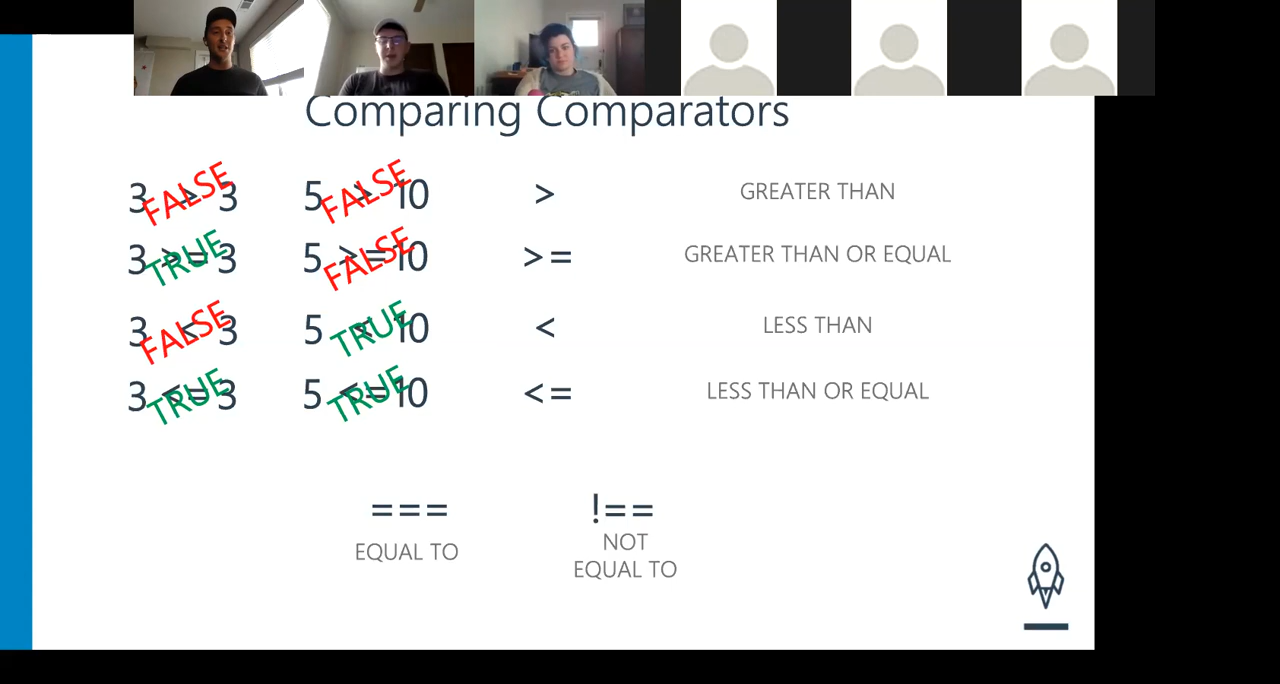 Comparing Comparators
3 > 3 FALSE 5 > 10 FALSE > GREATER THAN
3 >= 3 TRUE 5 >= 10 FALSE >= GREATER THAN OR EQUAL
3 < 3 FALSE 5 < 10 TRUE < LESS THAN
3 <= 3 TRUE 5 <= 10 TRUE <= LESS THAN OR EQUAL
=== !==
EQUAL TO NOT
EQUAL TO